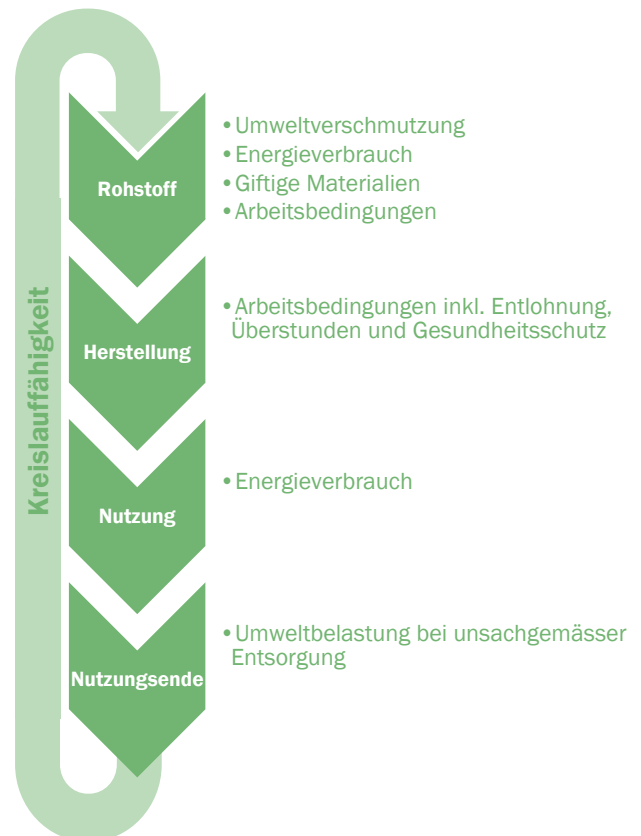 Kreislauffähigkeit
Rohstoff
•Umweltverschmutzung
•Energieverbrauch
•Giftige Materialien
•Arbeitsbedingungen
Herstellung
•Arbeitsbedingungen inkl. Entlohnung,
Überstunden und Gesundheitsschutz
Nutzung
•Energieverbrauch
Nutzungsende
•Umweltbelastung bei unsachgemässer
Entsorgung